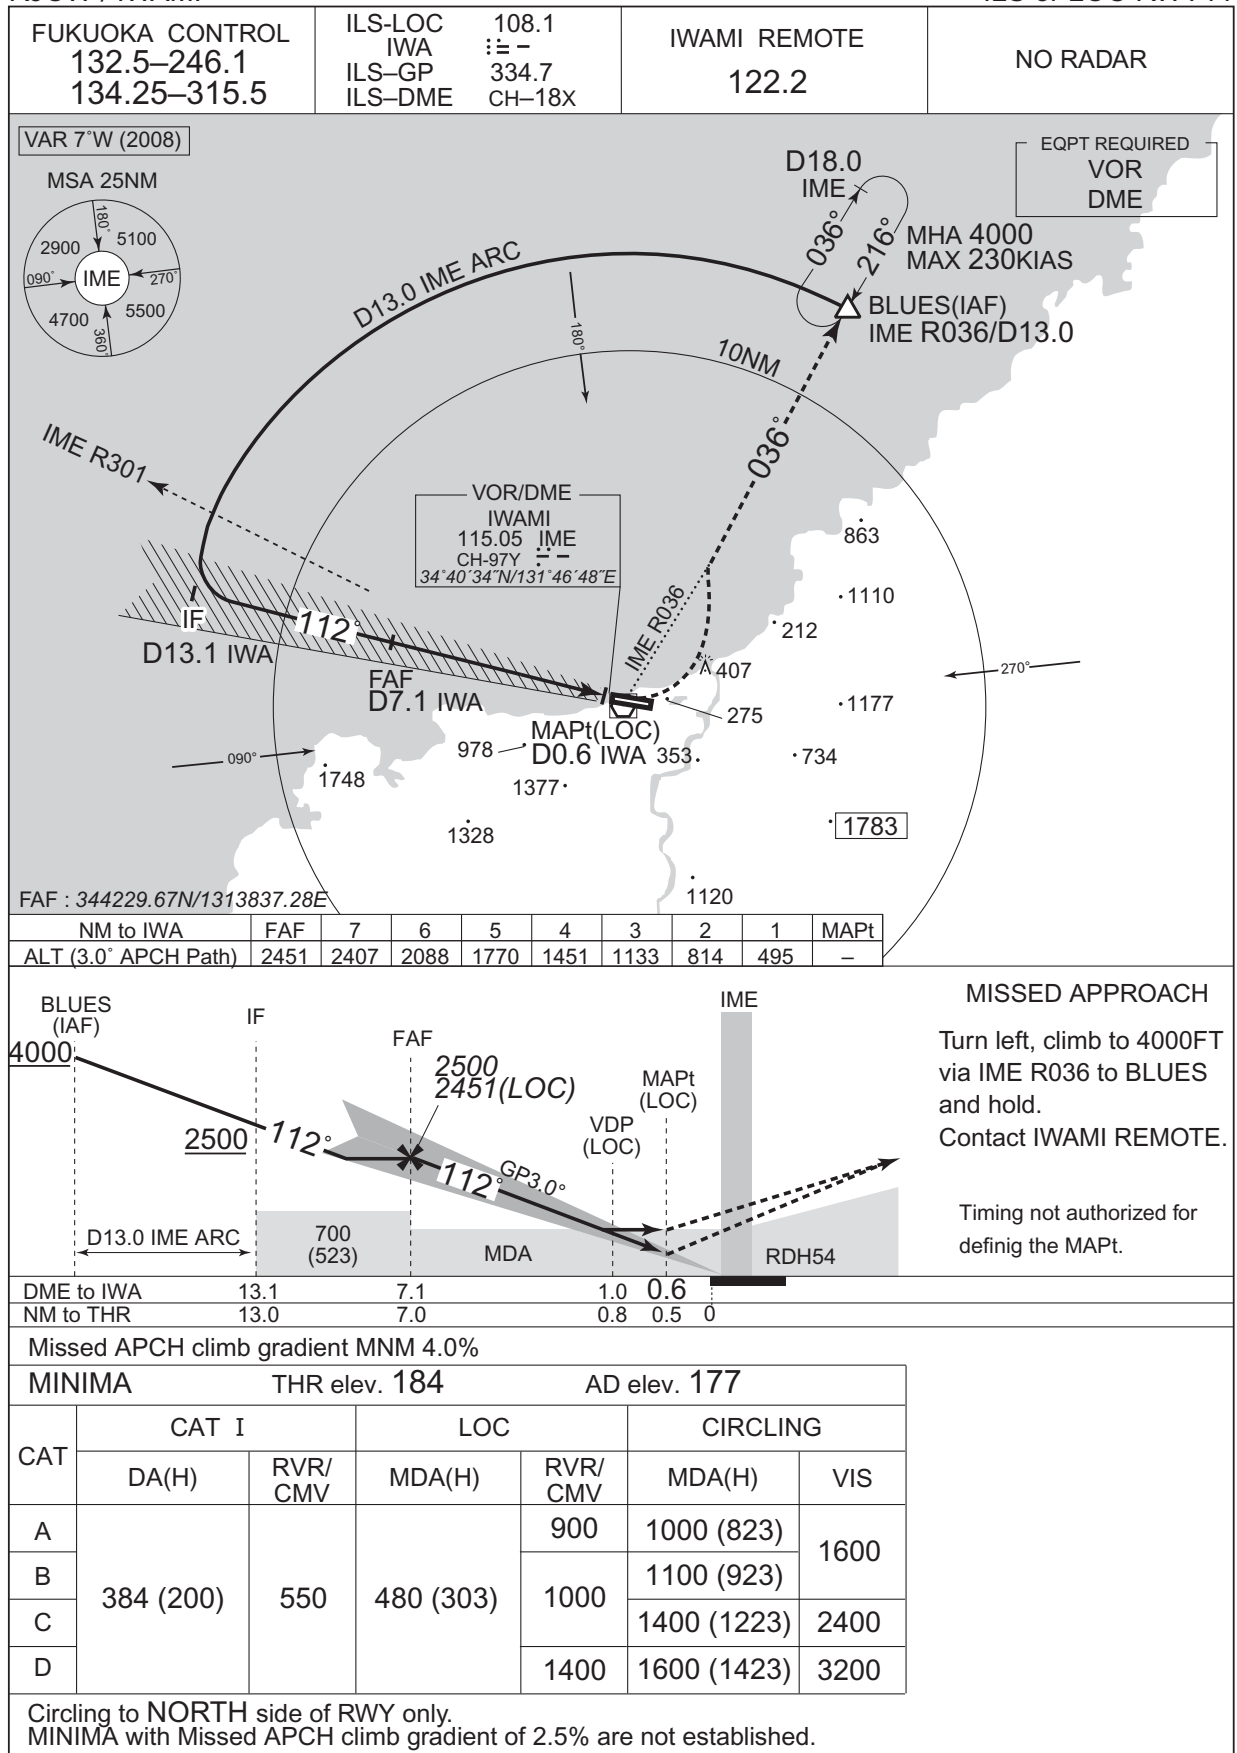 FUKUOKA CONTROL
132.5–246.1
134.25–315.5
ILS-LOC 108.1
IWA
ILS–GP 334.7
ILS–DME CH–18X
IWAMI REMOTE
122.2
NO RADAR
VAR 7°W (2008)
MSA 25NM
180°
2900
5100
090°
IME
270°
4700
5500
360°
EQPT REQUIRED
VOR
DME
D18.0
IME
036°
216°
MHA 4000
MAX 230KIAS
BLUES(IAF)
IME R036/D13.0
D13.0 IME ARC
180°
10NM
036°
IME R301
VOR/DME
IWAMI
115.05 IME
CH-97Y
34°40´34˝N/131°46´48˝E
IME R036
863
1110
212
407
270°
IF
112°
D13.1 IWA
FAF
D7.1 IWA
275
1177
MAPt(LOC)
D0.6 IWA
978
353
734
090°
1748
1377
1328
1783
1120
FAF : 344229.67N/1313837.28E
NM to IWA FAF 7 6 5 4 3 2 1 MAPt
ALT (3.0° APCH Path) 2451 2407 2088 1770 1451 1133 814 495 –
BLUES
(IAF)
4000
IF
2500
112°
FAF
2500
2451(LOC)
112°
GP3.0°
VDP
(LOC)
MAPt
(LOC)
IME
D13.0 IME ARC
700
(523)
MDA
RDH54
MISSED APPROACH
Turn left, climb to 4000FT
via IME R036 to BLUES
and hold.
Contact IWAMI REMOTE.
Timing not authorized for
definig the MAPt.
DME to IWA 13.1 7.1 1.0 0.6
NM to THR 13.0 7.0 0.8 0.5 0
Missed APCH climb gradient MNM 4.0%
MINIMA THR elev. 184 AD elev. 177
CAT
CAT I LOC CIRCLING
DA(H) RVR/CMV MDA(H) RVR/CMV MDA(H) VIS
A 900 1000 (823)
1600
B 1100 (923)
384 (200) 550 480 (303) 1000
C 1400 (1223) 2400
D 1400 1600 (1423) 3200
Circling to NORTH side of RWY only.
MINIMA with Missed APCH climb gradient of 2.5% are not established.